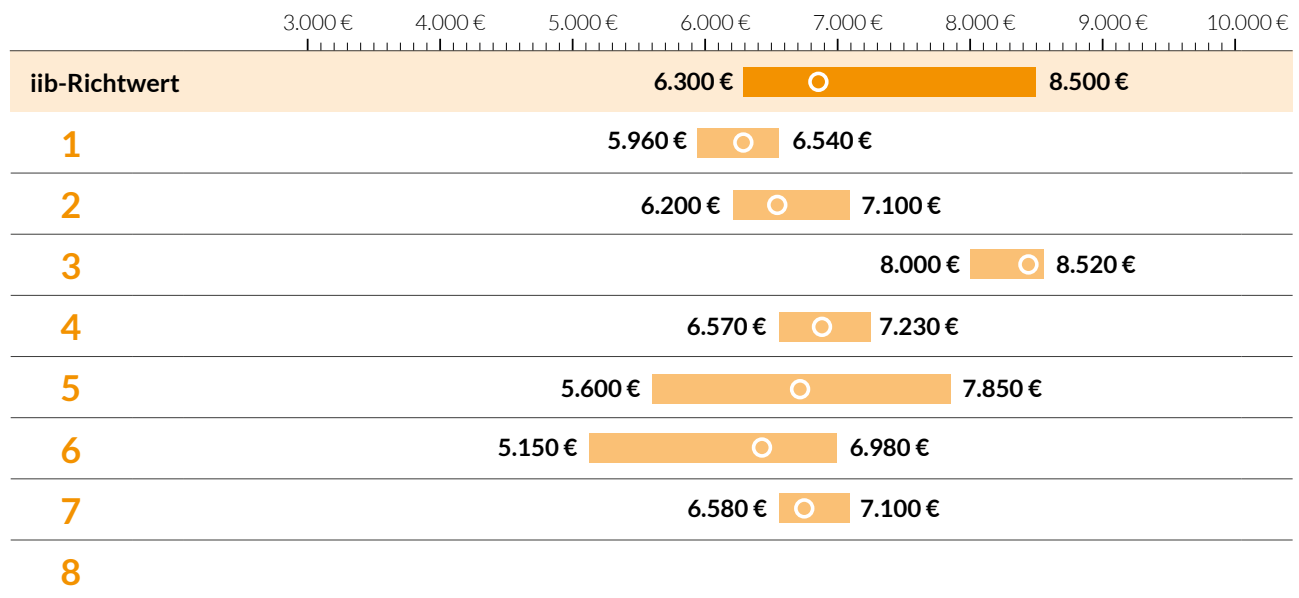 3.000 € 4.000 € 5.000 € 6.000 € 7.000 € 8.000 € 9.000 € 10.000 €
iib-Richtwert 6.300 € 8.500 €
1 5.960 € 6.540 €
2 6.200 € 7.100 €
3 8.000 € 8.520 €
4 6.570 € 7.230 €
5 5.600 € 7.850 €
6 5.150 € 6.980 €
7 6.580 € 7.100 €
8